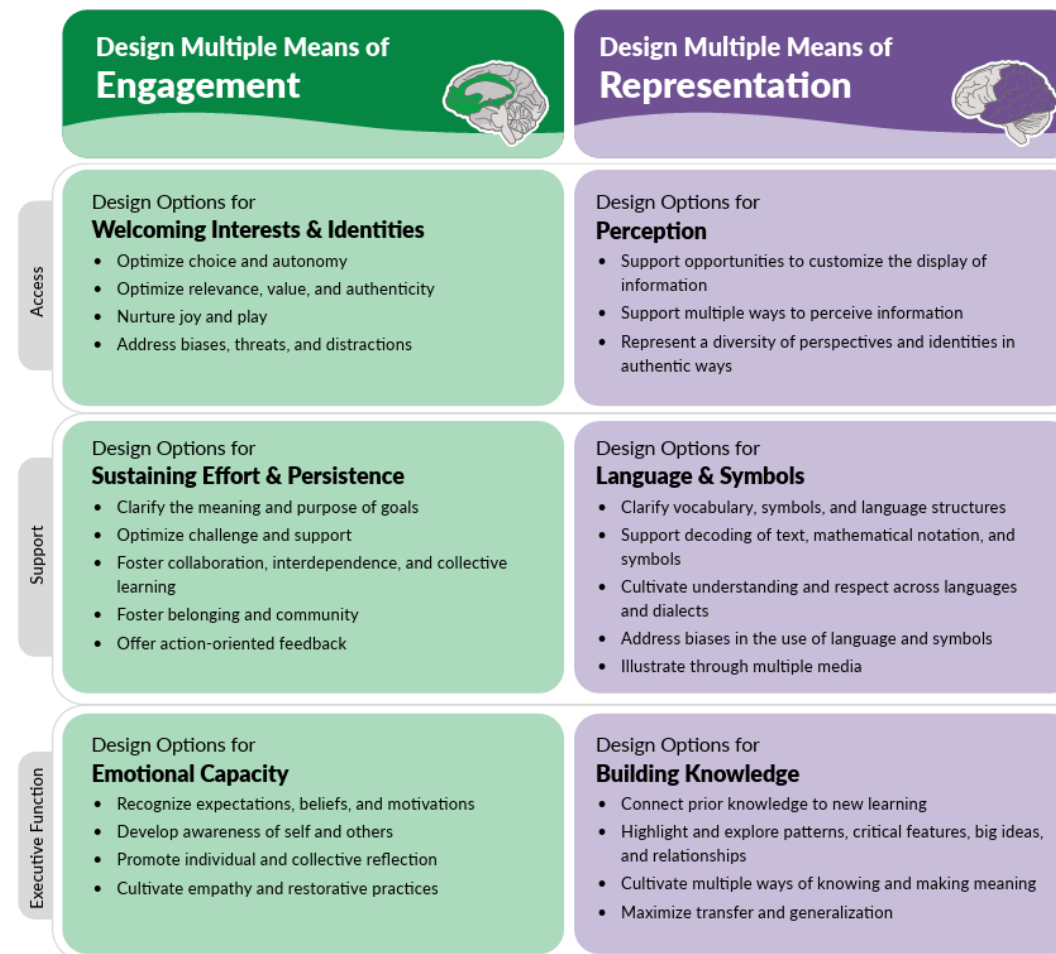 Design Multiple Means of
Engagement
Design Multiple Means of
Representation
Access
Design Options for
Welcoming Interests & Identities
• Optimize choice and autonomy
• Optimize relevance, value, and authenticity
• Nurture joy and play
• Address biases, threats, and distractions
Design Options for
Perception
• Support opportunities to customize the display of
information
• Support multiple ways to perceive information
• Represent a diversity of perspectives and identities in
authentic ways
Support
Design Options for
Sustaining Effort & Persistence
• Clarify the meaning and purpose of goals
• Optimize challenge and support
• Foster collaboration, interdependence, and collective
learning
• Foster belonging and community
• Offer action-oriented feedback
Design Options for
Language & Symbols
• Clarify vocabulary, symbols, and language structures
• Support decoding of text, mathematical notation, and
symbols
• Cultivate understanding and respect across languages
and dialects
• Address biases in the use of language and symbols
• Illustrate through multiple media
Executive Function
Design Options for
Emotional Capacity
• Recognize expectations, beliefs, and motivations
• Develop awareness of self and others
• Promote individual and collective reflection
• Cultivate empathy and restorative practices
Design Options for
Building Knowledge
• Connect prior knowledge to new learning
• Highlight and explore patterns, critical features, big ideas,
and relationships
• Cultivate multiple ways of knowing and making meaning
• Maximize transfer and generalization